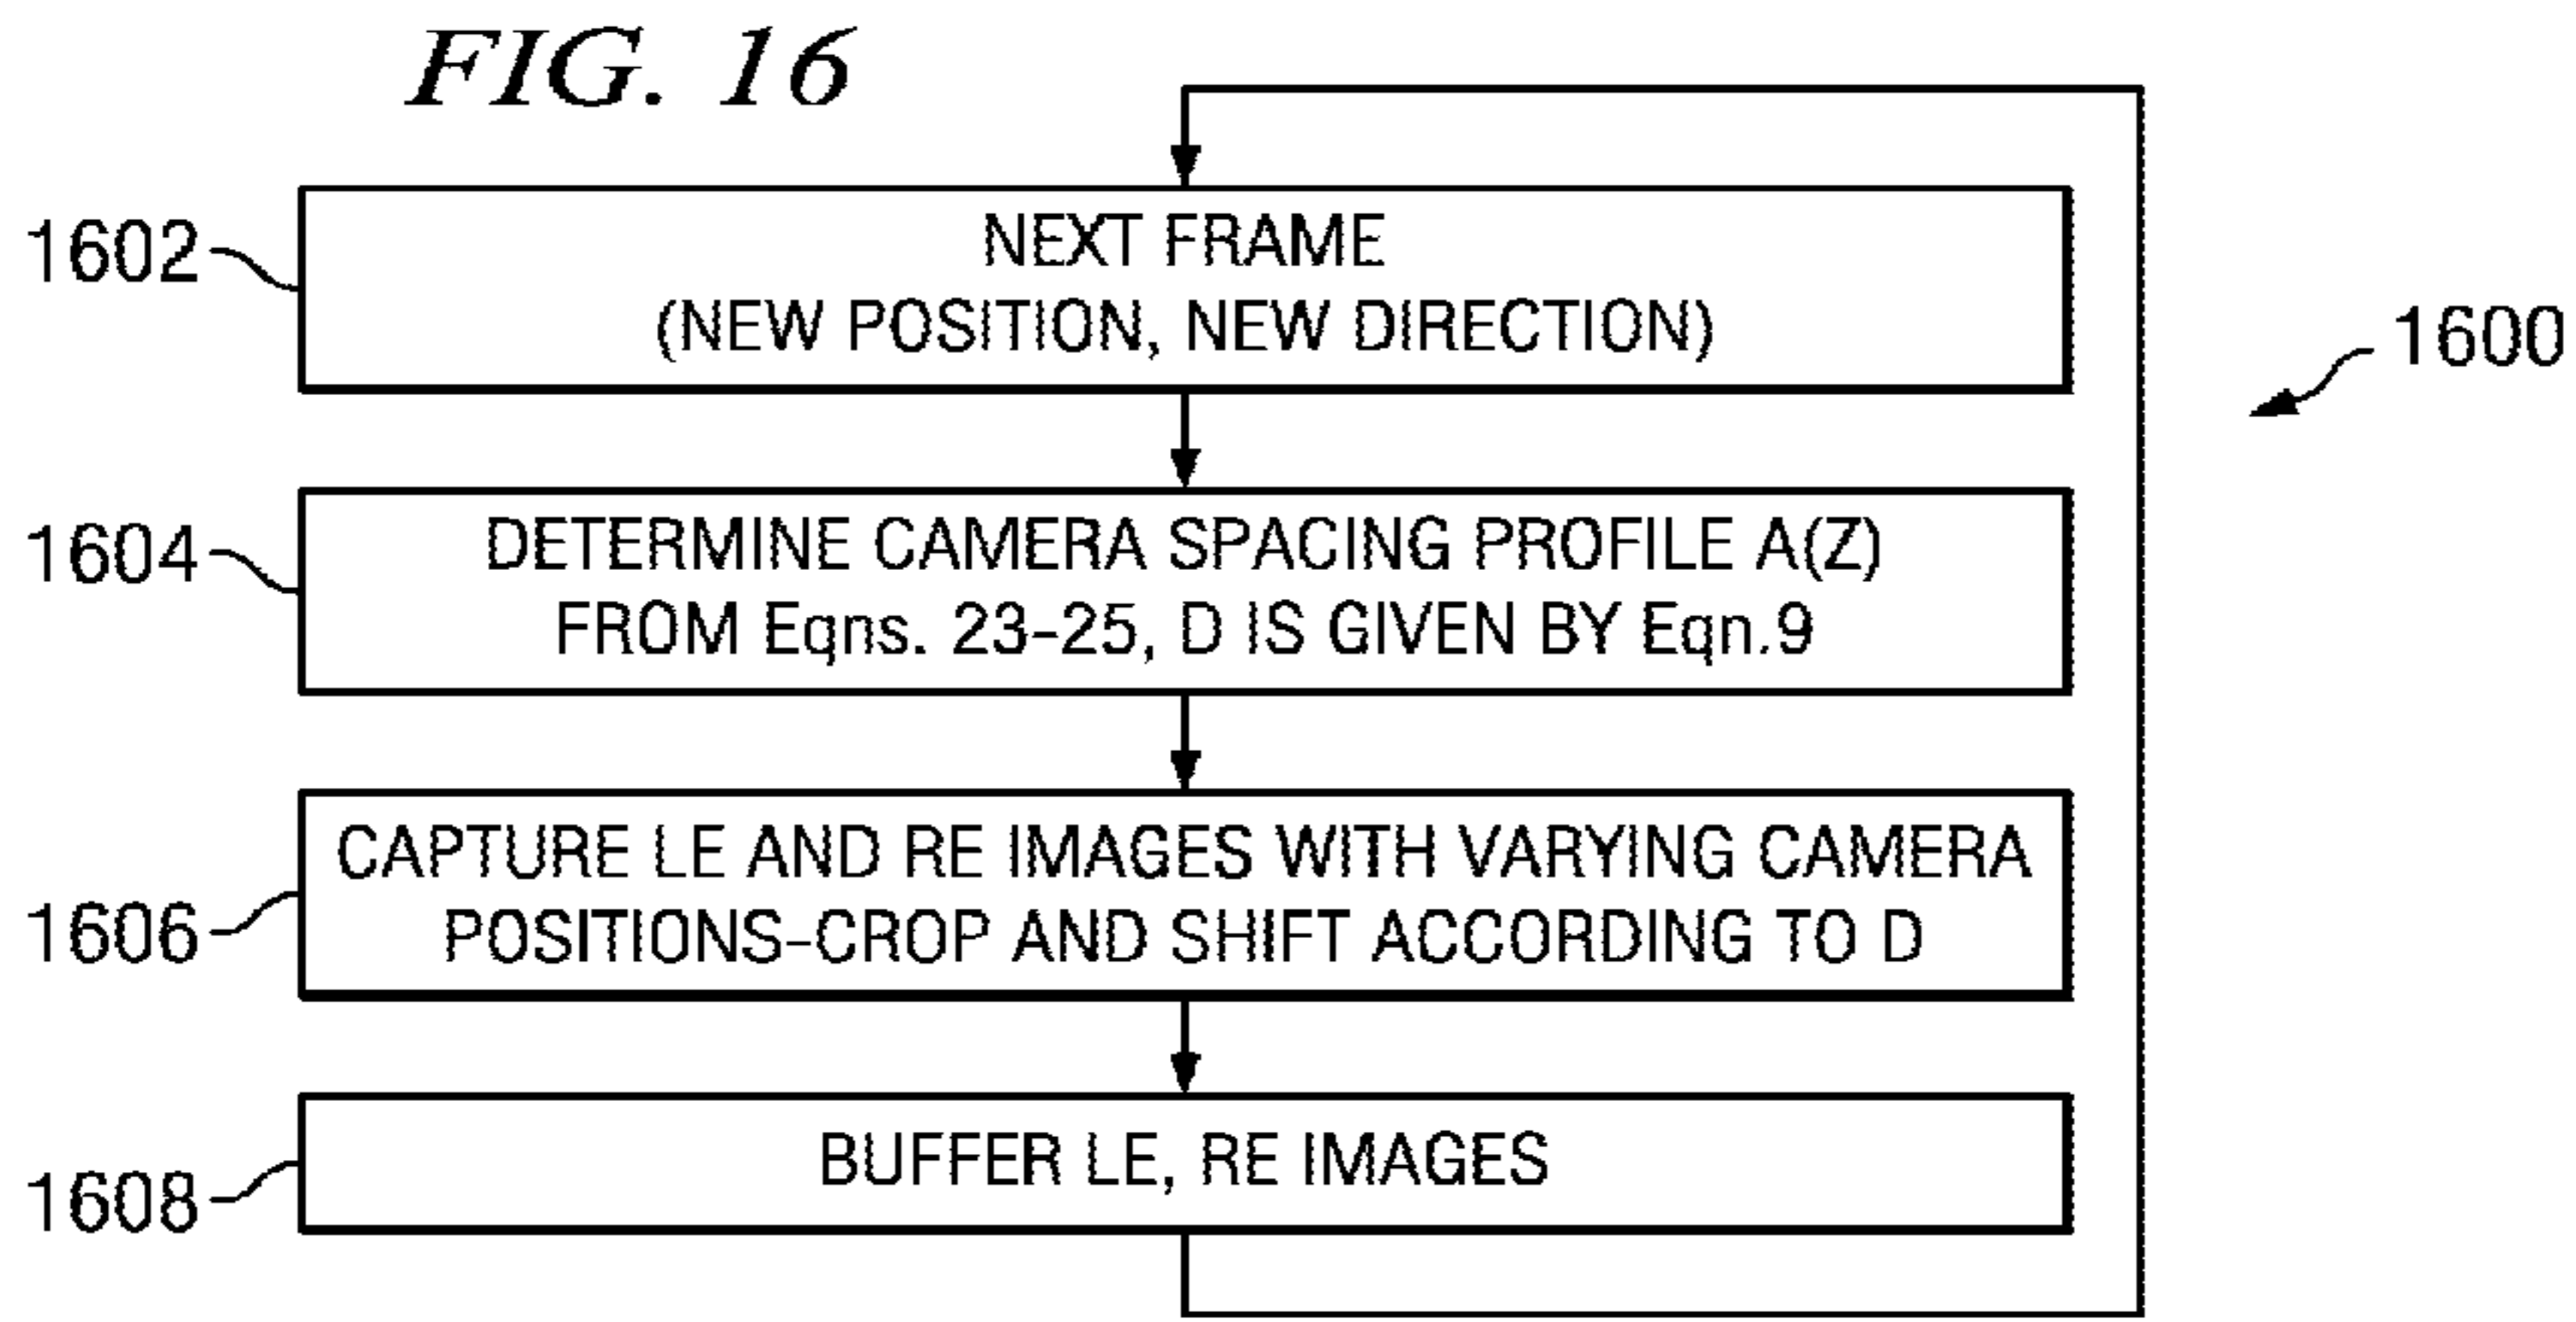 FIG. 16
1602
NEXT FRAME
(NEW POSITION, NEW DIRECTION)
1600
1604
DETERMINE CAMERA SPACING PROFILE A(Z)
FROM Eqns. 23-25, D IS GIVEN BY Eqn.9
1606
CAPTURE LE AND RE IMAGES WITH VARYING CAMERA
POSITIONS-CROP AND SHIFT ACCORDING TO D
1608
BUFFER LE, RE IMAGES